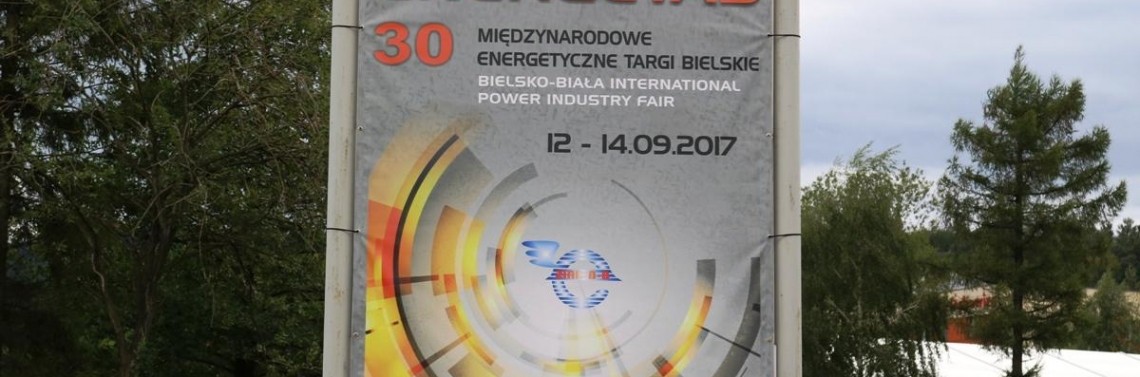 30
MIĘDZYNARODOWE
ENERGETYCZNE TARGI BIELSKIE
BIELSKO-BIAŁA INTERNATIONAL
POWER INDUSTRY FAIR
12 - 14.09.2017